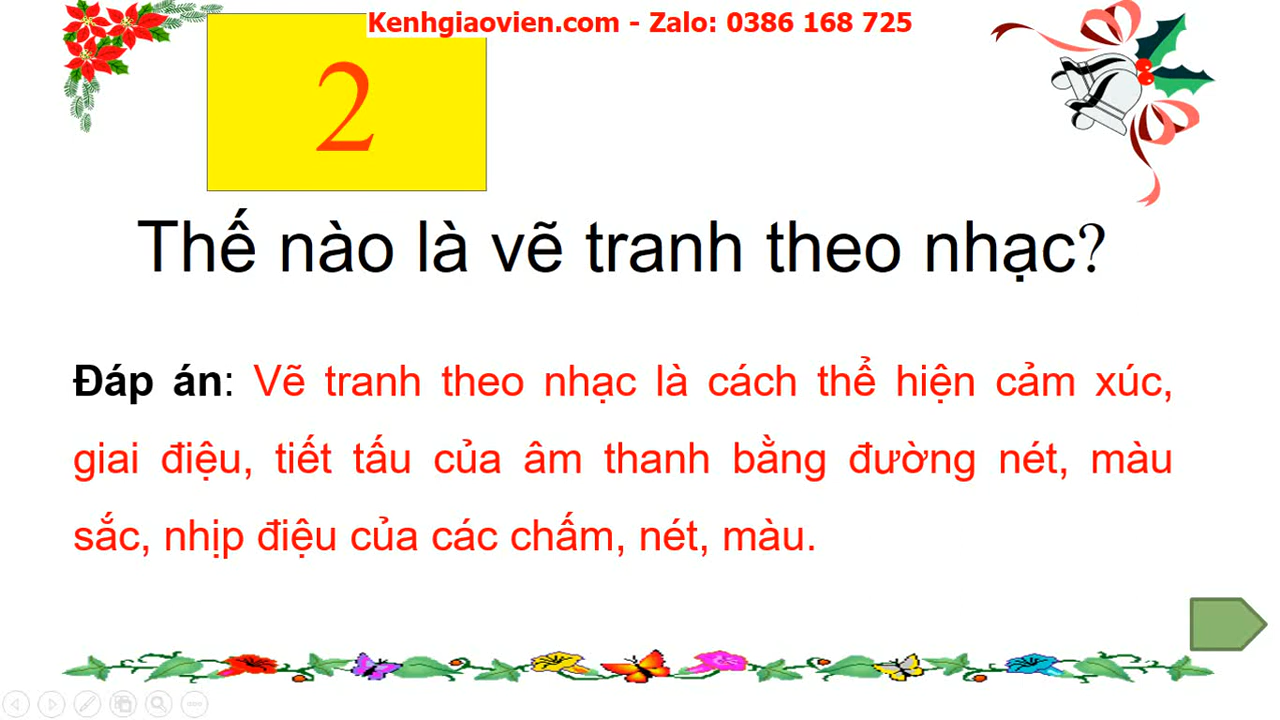 Kenhgiaovien.com - Zalo: 0386 168 725
2
Thế nào là vẽ tranh theo nhạc?
Đáp án: Vẽ tranh theo nhạc là cách thể hiện cảm xúc,
giai điệu, tiết tấu của âm thanh bằng đường nét, màu
sắc, nhịp điệu của các chấm, nét, màu.